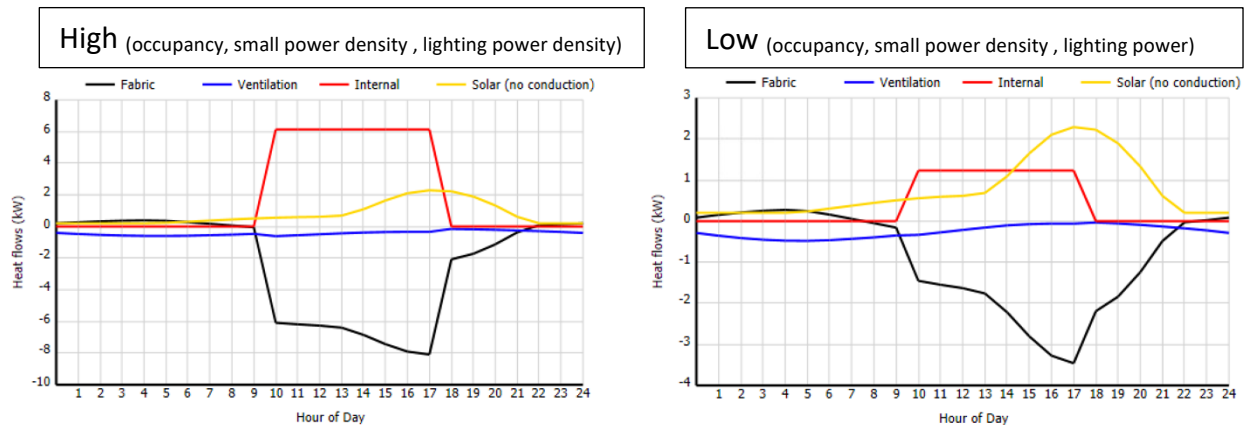 High (occupancy, small power density , lighting power density)
Fabric Ventilation Internal Solar (no conduction)
8
6
4
2
0
-2
-4
-6
-8
-10
Heat flows (kW)
1 2 3 4 5 6 7 8 9 10 11 12 13 14 15 16 17 18 19 20 21 22 23 24
Hour of Day
Low (occupancy, small power density , lighting power)
Fabric Ventilation Internal Solar (no conduction)
3
2
1
0
-1
-2
-3
-4
Heat flows (kW)
1 2 3 4 5 6 7 8 9 10 11 12 13 14 15 16 17 18 19 20 21 22 23 24
Hour of Day